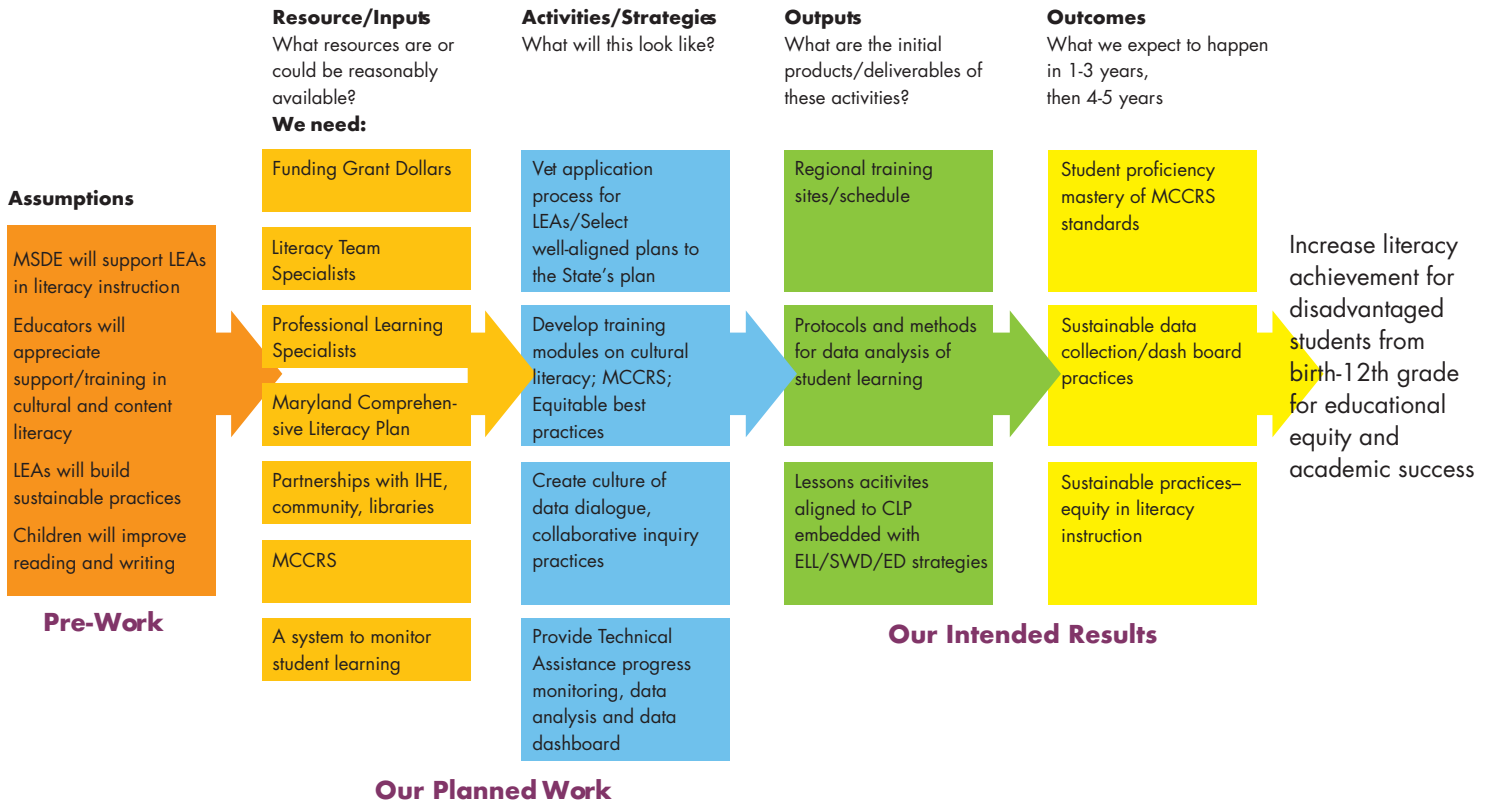 Assumptions
MSDE will support LEAs
in literacy instruction
Educators will
appreciate
support/training in
cultural and content
literacy
LEAs will build
sustainable practices
Children will improve
reading and writing
Pre-Work
Resource/Inputs
What resources are or
could be reasonably
available?
We need:
Funding Grant Dollars
Literacy Team
Specialists
Professional Learning
Specialists
Maryland Comprehen-
sive Literacy Plan
Partnerships with IHE,
community, libraries
MCCRS
A system to monitor
student learning
Activities/Strategies
What will this look like?
Vet application
process for
LEAs/Select
well-aligned plans to
the State's plan
Develop training
modules on cultural
literacy; MCCRS;
Equitable best
practices
Create culture of
data dialogue,
collaborative inquiry
practices
Provide Technical
Assistance progress
monitoring, data
analysis and data
dashboard
Our Planned Work
Outputs
What are the initial
products/deliverables of
these activities?
Regional training
sites/schedule
Protocols and methods
for data analysis of
student learning
Lessons acitivites
aligned to CLP
embedded with
ELL/SWD/ED strategies
Outcomes
What we expect to happen
in 1-3 years,
then 4-5 years
Student proficiency
mastery of MCCRS
standards
Sustainable data
collection/dash board
practices
Sustainable practices–
equity in literacy
instruction
Our Intended Results
Increase literacy
achievement for
disadvantaged
students from
birth-12th grade
for educational
equity and
academic success